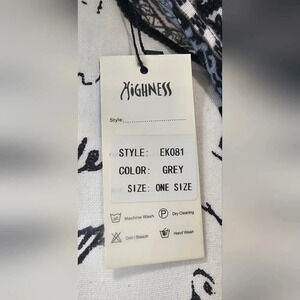 HIGHNESS
Style
STYLE: EK081
COLOR: GREY
SIZE: ONE SIZE
Machine Wash P Dry Cleaning
Don't Bleach Hand Wash